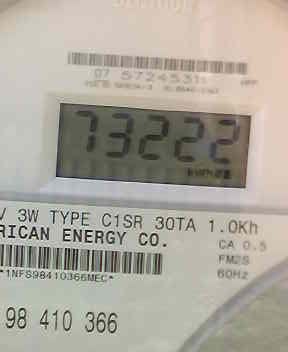 07 5724531
73222
V 3W TYPE C1SR 30TA 1.0Kh
RICAN ENERGY CO.
CA 0.5
FM2S
60Hz
*1NFS98410366MEC*
98 410 366